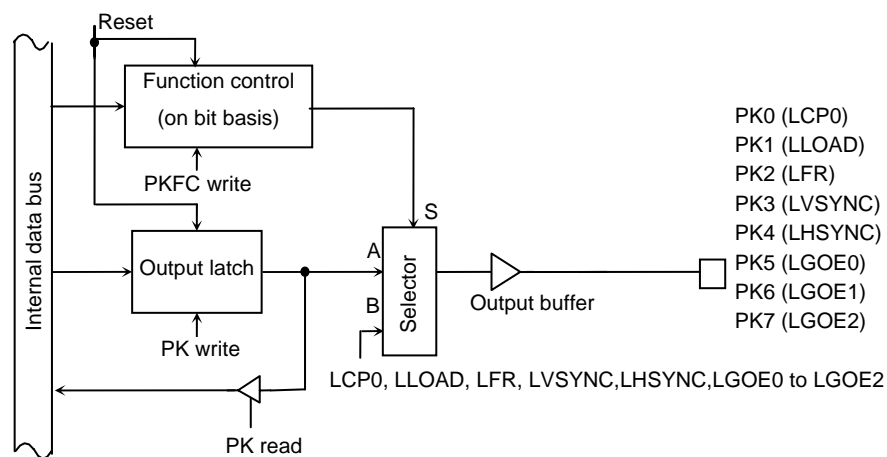 Reset
Function control
(on bit basis)
PKFC write
Internal data bus
Output latch
PK write
PK read
S
A
B
Selector
Output buffer
LCP0, LLOAD, LFR, LVSYNC,LHSYNC,LGOE0 to LGOE2
PK0 (LCP0)
PK1 (LLOAD)
PK2 (LFR)
PK3 (LVSYNC)
PK4 (LHSYNC)
PK5 (LGOE0)
PK6 (LGOE1)
PK7 (LGOE2)